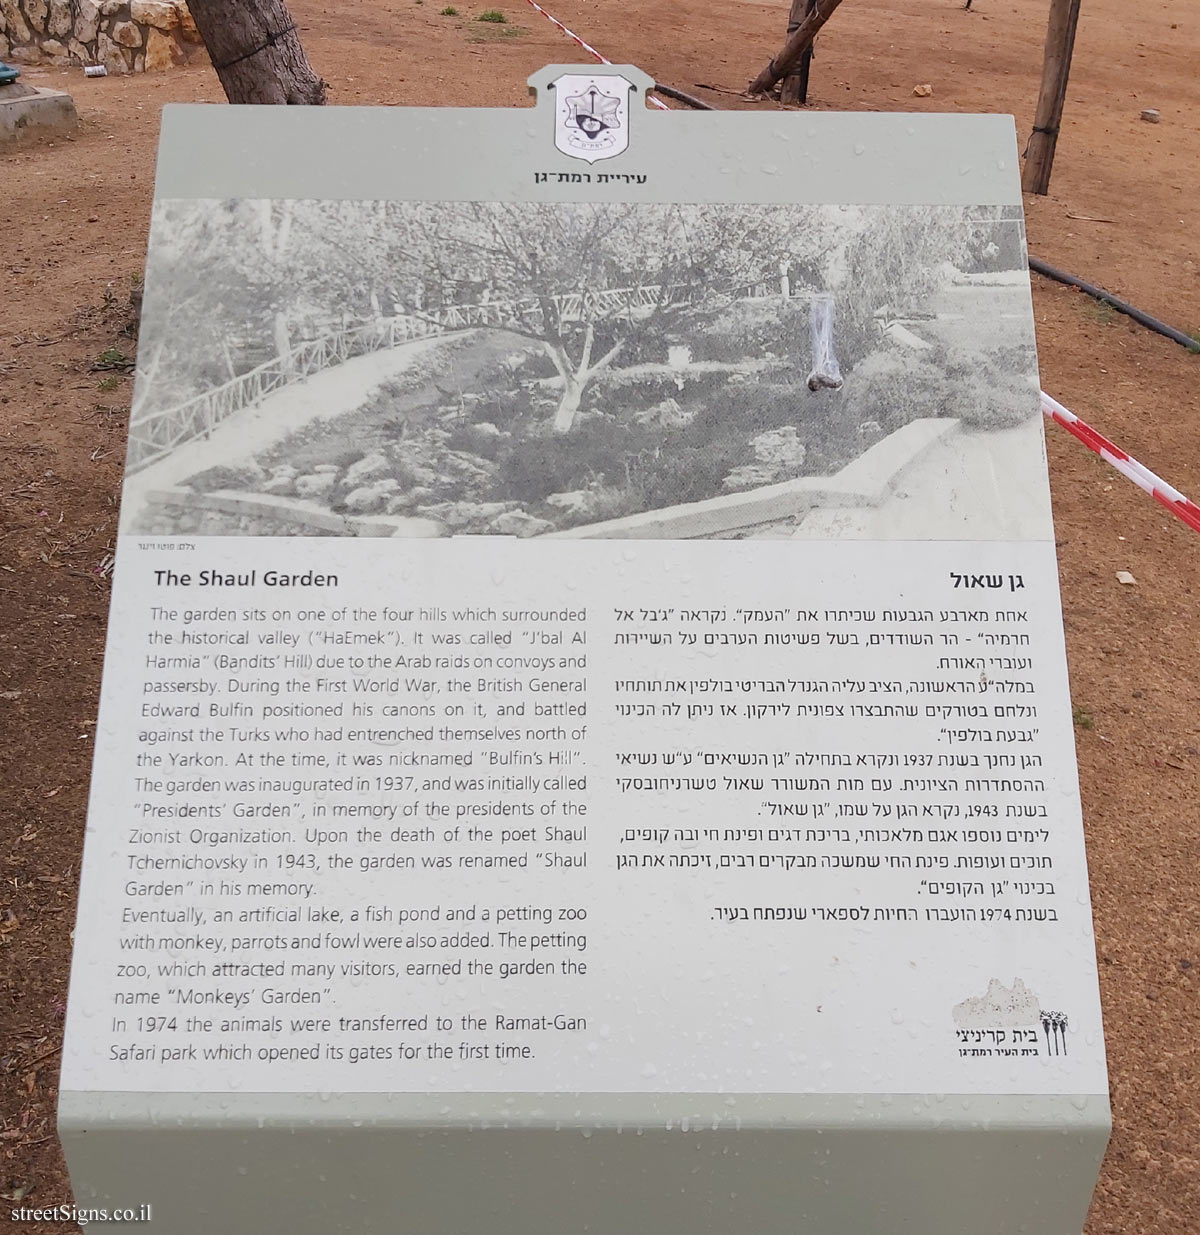 עיריית רמת-גן
צלם: פוטו וינר
The Shaul Garden
The garden sits on one of the four hills which surrounded
the historical valley ("HaEmek"). It was called "J'bal Al
Harmia" (Bandits' Hill) due to the Arab raids on convoys and
passersby. During the First World War, the British General
Edward Bulfin positioned his canons on it, and battled
against the Turks who had entrenched themselves north of
the Yarkon. At the time, it was nicknamed "Bulfin's Hill".
The garden was inaugurated in 1937, and was initially called
"Presidents' Garden", in memory of the presidents of the
Zionist Organization. Upon the death of the poet Shaul
Tchernichovsky in 1943, the garden was renamed "Shaul
Garden" in his memory.
Eventually, an artificial lake, a fish pond and a petting zoo
with monkey, parrots and fowl were also added. The petting
zoo, which attracted many visitors, earned the garden the
name "Monkeys' Garden".
In 1974 the animals were transferred to the Ramat-Gan
Safari park which opened its gates for the first time.
גן שאול
אחת מארבע הגבעות שכיתרו את "העמק". נקראה "ג'בל אל
חרמיה" - הר השודדים, בשל פשיטות הערבים על השיירות
ועוברי האורח.
במלה"ע הראשונה, הציב עליה הגנרל הבריטי בולפין את תותחיו
ונלחם בטורקים שהתבצרו צפונית לירקון. אז ניתן לה הכינוי
"גבעת בולפין".
הגן נחנך בשנת 1937 ונקרא בתחילה "גן הנשיאים" ע"ש נשיאי
ההסתדרות הציונית. עם מות המשורר שאול טשרניחובסקי
בשנת 1943, נקרא הגן על שמו, "גן שאול".
לימים נוספו אגם מלאכותי, בריכת דגים ופינת חי ובה קופים,
תוכים ועופות. פינת החי שמשכה מבקרים רבים, זיכתה את הגן
בכינוי "גן הקופים".
בשנת 1974 הועברו החיות לספארי שנפתח בעיר.
בית קריניצי
בית העיר רמת-גן
streetSigns.co.il